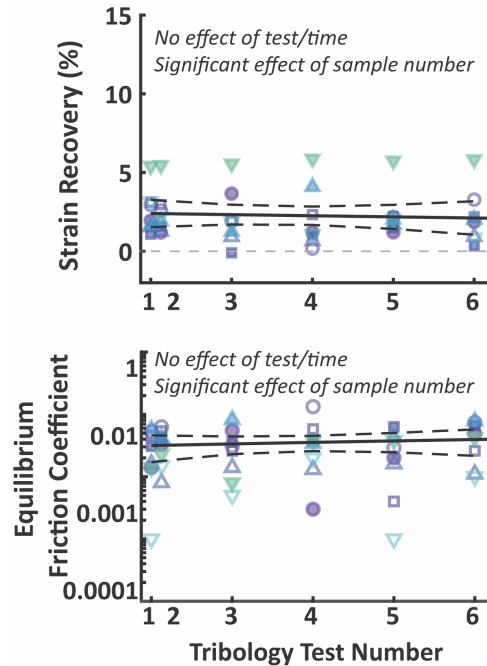 15
No effect of test/time
Significant effect of sample number
10
5
0
Strain Recovery (%)
1 2 3 4 5 6
1
No effect of test/time
Significant effect of sample number
0.01
0.001
0.0001
Equilibrium
Friction Coefficient
1 2 3 4 5 6
Tribology Test Number